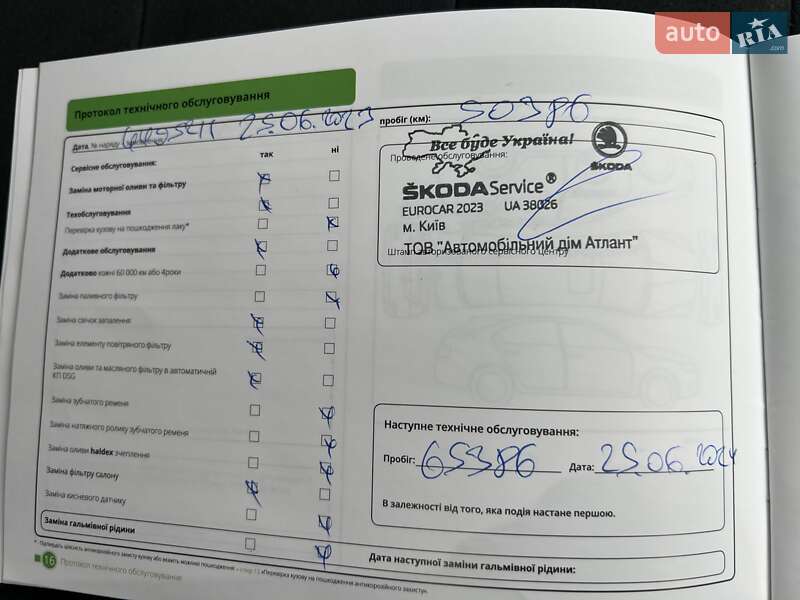 auto RIA.com
Протокол технічного обслуговування
Дата, № наряду - замовлення: 25.06.2023
пробіг (км): 50386
Сервісне обслуговування:
так ні
Заміна моторної оливи та фільтру
Техобслуговування
Перевірка кузову на пошкодження лаку*
Додаткове обслуговування
Додатково кожні 60 000 км або 4роки
Заміна паливного фільтру
Заміна свічок запалення
Заміна елементу повітряного фільтру
Заміна оливи та масляного фільтру в автоматичній
КП DSG
Заміна зубчатого ременя
Заміна натяжного ролику зубчатого ременя
Заміна оливи haldex зчеплення
Заміна фільтру салону
Заміна кисневого датчику
Заміна гальмівної рідини
Все буде Україна!
ŠKODA
Проведене обслуговування:
ŠKODA Service®
EUROCAR 2023 UA 38026
м. Київ
ТОВ "Автомобільний дім Атлант"
Штамп авторизованого сервісного центру
Наступне технічне обслуговування:
Пробіг: 65386 Дата: 25.06.2024
В залежності від того, яка подія настане першою.
Дата наступної заміни гальмівної рідини:
16 Протокол технічного обслуговування